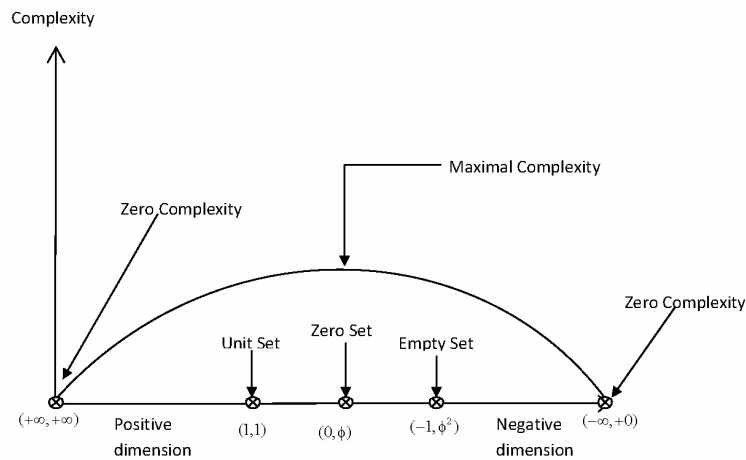 Complexity
Maximal Complexity
Zero Complexity
Zero Complexity
Unit Set
Zero Set
Empty Set
(+∞,+∞)
Positive
dimension
(1,1)
(0,ϕ)
(−1,ϕ²)
Negative
dimension
(−∞,+0)